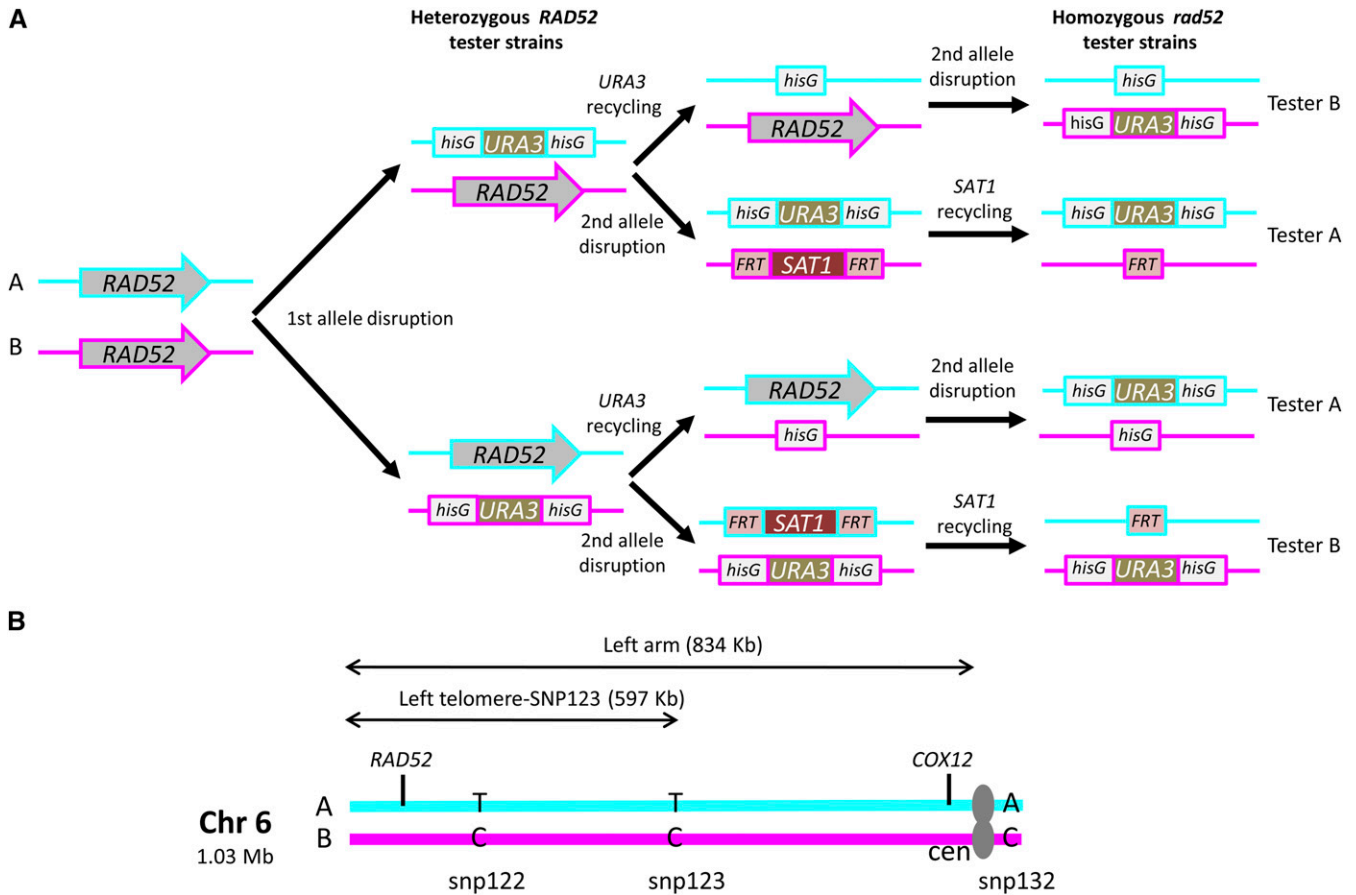 A
Heterozygous RAD52
tester strains
Homozygous rad52
tester strains
URA3
recycling
hisG
RAD52
2nd allele
disruption
hisG
hisG URA3 hisG
Tester B
hisG URA3 hisG
RAD52
2nd allele
disruption
hisG URA3 hisG
FRT SAT1 FRT
SAT1
recycling
hisG URA3 hisG
FRT
Tester A
A
RAD52
B
RAD52
1st allele disruption
RAD52
hisG URA3 hisG
URA3
recycling
RAD52
hisG
2nd allele
disruption
hisG URA3 hisG
hisG
Tester A
2nd allele
disruption
FRT SAT1 FRT
hisG URA3 hisG
SAT1
recycling
FRT
hisG URA3 hisG
Tester B
B
Left arm (834 Kb)
Left telomere-SNP123 (597 Kb)
RAD52
COX12
Chr 6
1.03 Mb
A T T A
B C C cen C
snp122 snp123 snp132